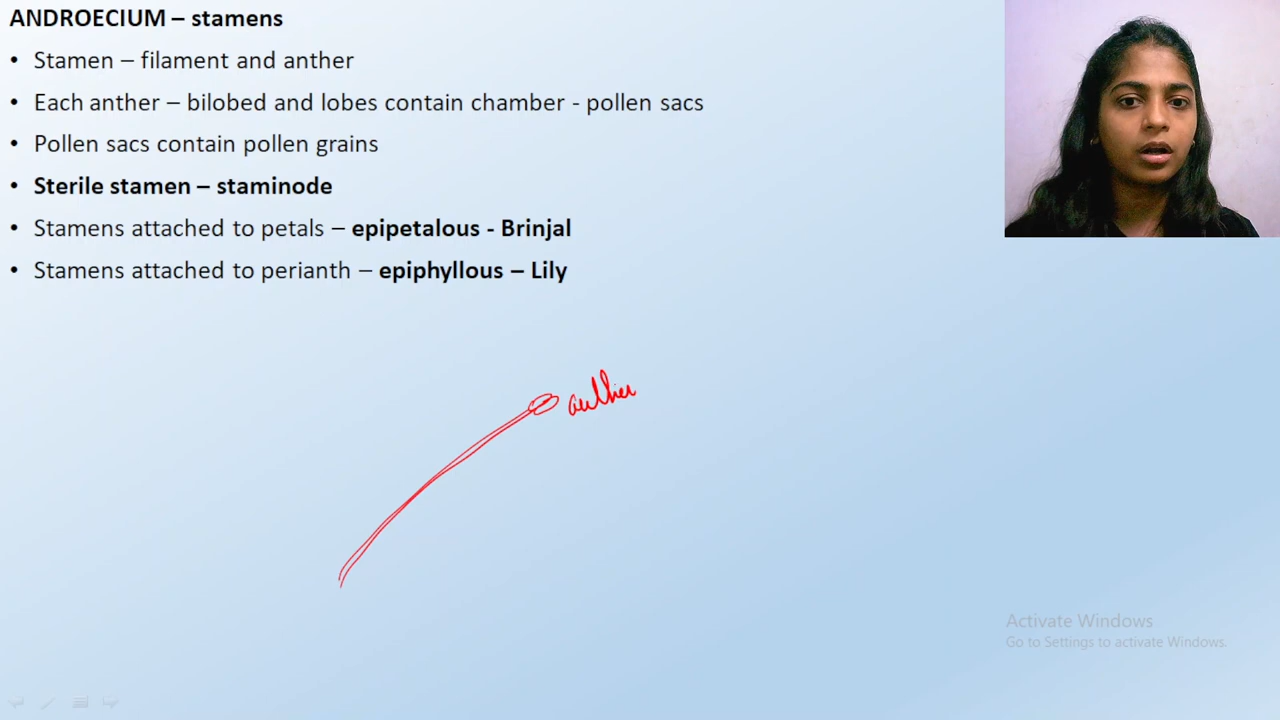 ANDROECIUM – stamens
• Stamen – filament and anther
• Each anther – bilobed and lobes contain chamber - pollen sacs
• Pollen sacs contain pollen grains
• Sterile stamen – staminode
• Stamens attached to petals – epipetalous - Brinjal
• Stamens attached to perianth – epiphyllous – Lily
anther
Activate Windows
Go to Settings to activate Windows.